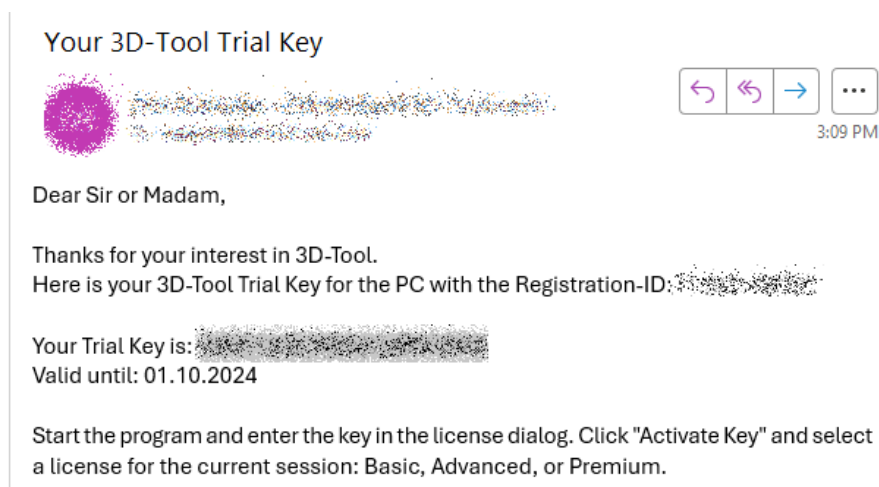 Your 3D-Tool Trial Key
3:09 PM
Dear Sir or Madam,
Thanks for your interest in 3D-Tool.
Here is your 3D-Tool Trial Key for the PC with the Registration-ID:
Your Trial Key is:
Valid until: 01.10.2024
Start the program and enter the key in the license dialog. Click "Activate Key" and select
a license for the current session: Basic, Advanced, or Premium.